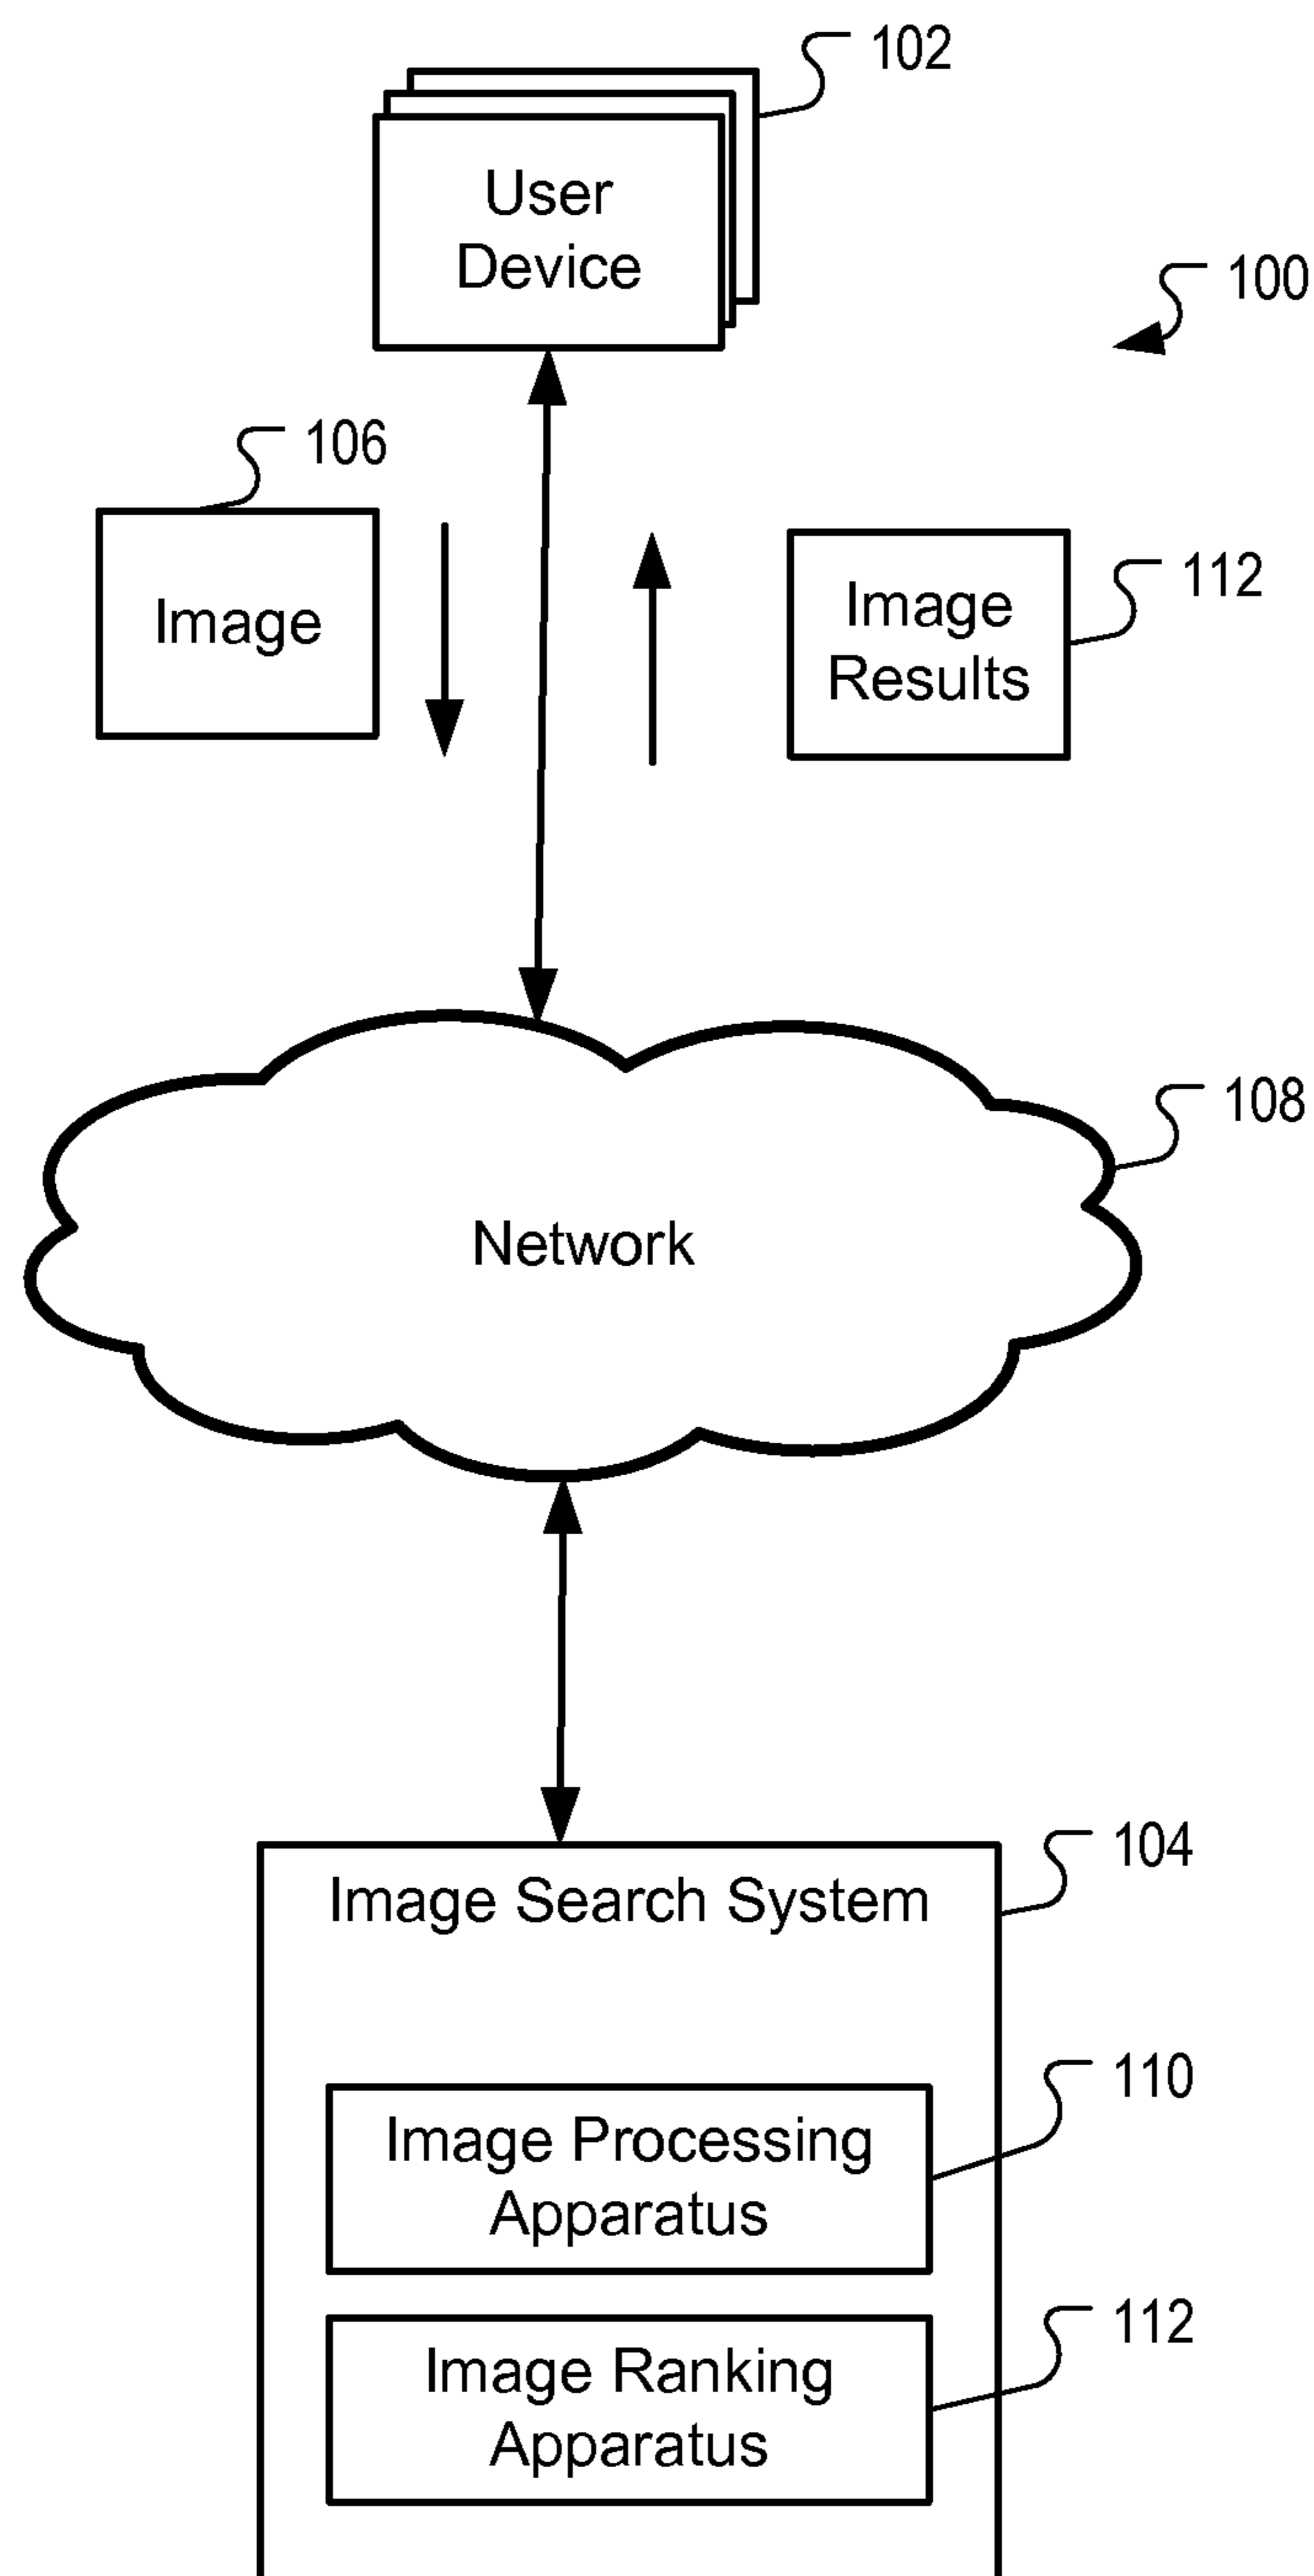 102
User
Device
100
106
Image
112
Image
Results
108
Network
104
Image Search System
110
Image Processing
Apparatus
112
Image Ranking
Apparatus